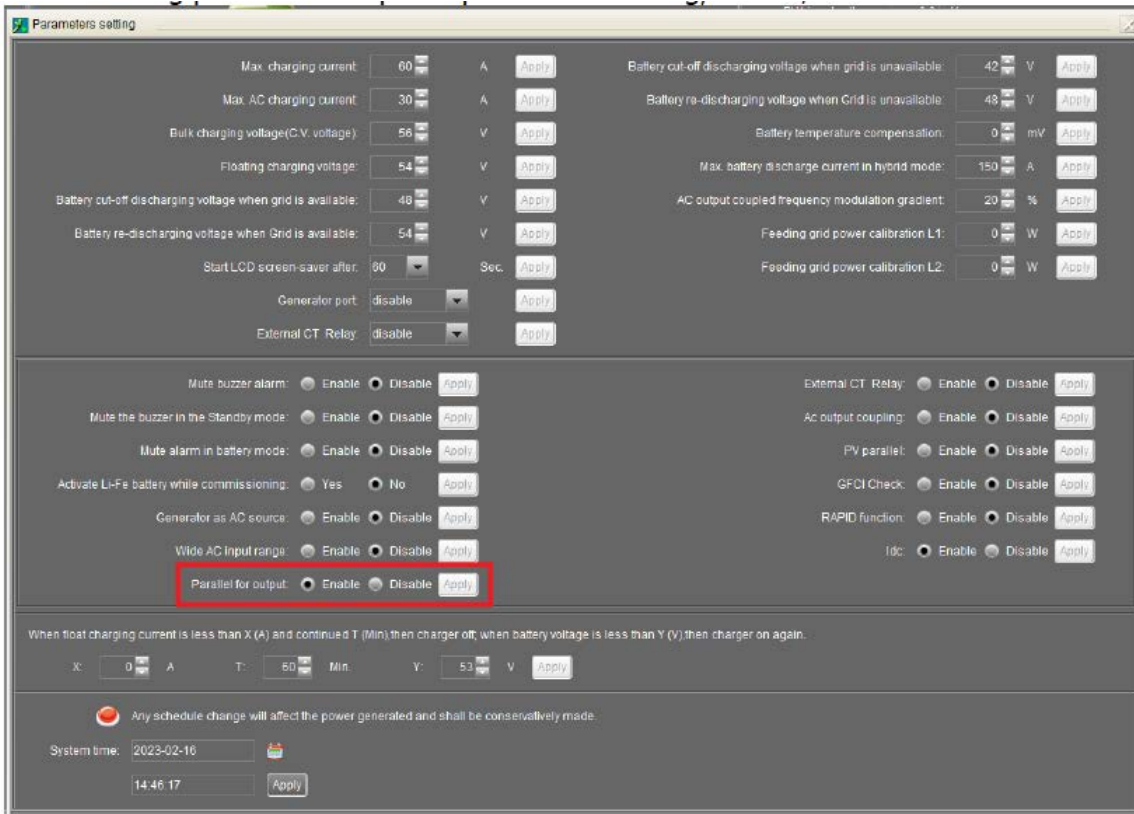 Parameters setting
Max. charging current: 60 A Apply
Max. AC charging current: 30 A Apply
Bulk charging voltage(C.V. voltage): 56 V Apply
Floating charging voltage: 54 V Apply
Battery cut-off discharging voltage when grid is available: 48 V Apply
Battery re-discharging voltage when Grid is available: 54 V Apply
Start LCD screen-saver after: 60 Sec. Apply
Generator port: disable Apply
External CT Relay: disable Apply
Battery cut-off discharging voltage when grid is unavailable: 42 V Apply
Battery re-discharging voltage when Grid is unavailable: 48 V Apply
Battery temperature compensation: 0 mV Apply
Max. battery discharge current in hybrid mode: 150 A Apply
AC output coupled frequency modulation gradient: 20 % Apply
Feeding grid power calibration L1: 0 W Apply
Feeding grid power calibration L2: 0 W Apply
Mute buzzer alarm: Enable Disable Apply
Mute the buzzer in the Standby mode: Enable Disable Apply
Mute alarm in battery mode: Enable Disable Apply
Activate Li-Fe battery while commissioning: Yes No Apply
Generator as AC source: Enable Disable Apply
Wide AC input range: Enable Disable Apply
Parallel for output: Enable Disable Apply
External CT Relay: Enable Disable Apply
Ac output coupling: Enable Disable Apply
PV parallel: Enable Disable Apply
GFCI Check: Enable Disable Apply
RAPID function: Enable Disable Apply
Idc: Enable Disable Apply
When float charging current is less than X (A) and continued T (Min),then charger off; when battery voltage is less than Y (V),then charger on again.
X: 0 A T: 60 Min. Y: 53 V Apply
Any schedule change will affect the power generated and shall be conservatively made.
System time: 2023-02-16
14:46:17 Apply